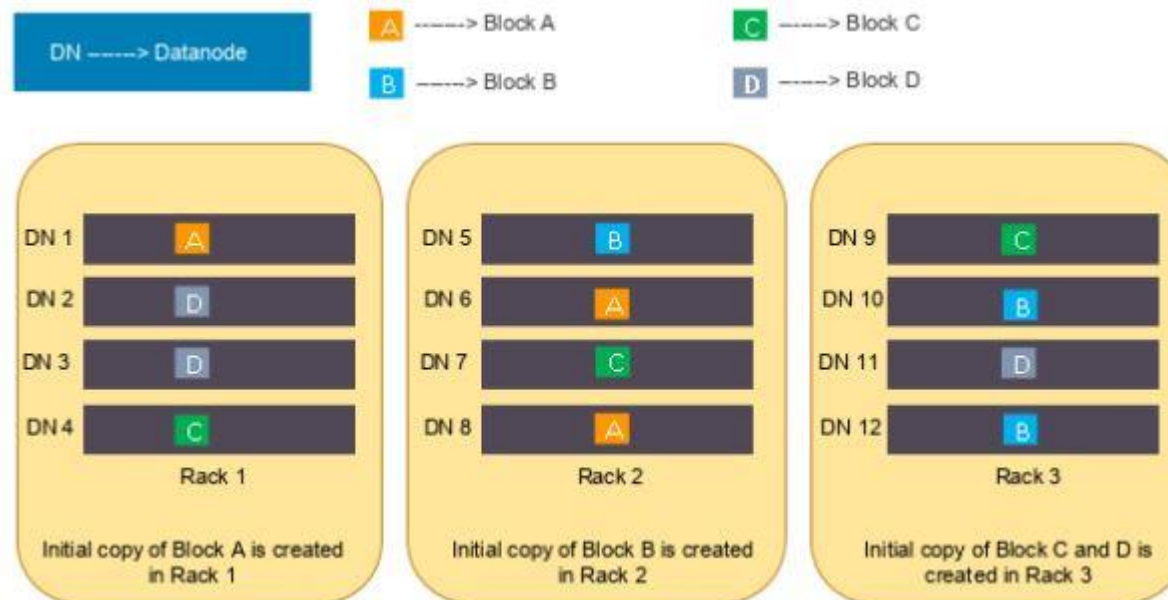 DN -------> Datanode
A -------> Block A
C -------> Block C
B -------> Block B
D -------> Block D
DN 1 A
DN 2 D
DN 3 D
DN 4 C
Rack 1
Initial copy of Block A is created
in Rack 1
DN 5 B
DN 6 A
DN 7 C
DN 8 A
Rack 2
Initial copy of Block B is created
in Rack 2
DN 9 C
DN 10 B
DN 11 D
DN 12 B
Rack 3
Initial copy of Block C and D is
created in Rack 3